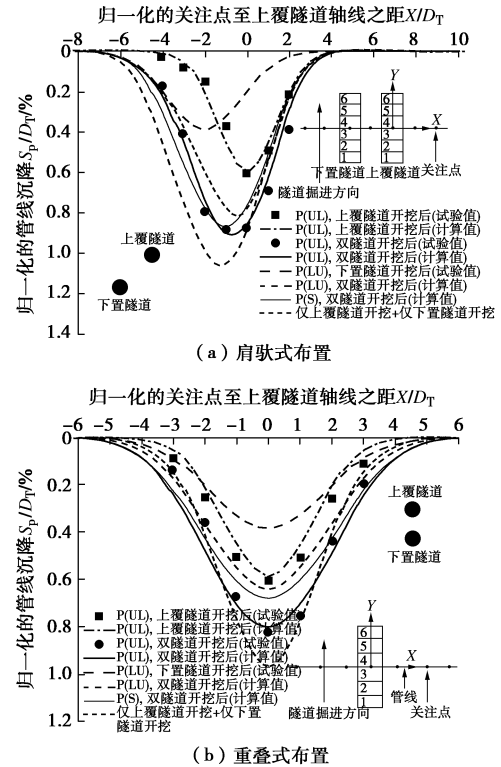 归一化的关注点至上覆隧道轴线之距X/D_T
-6 -4 -2 0 2 4 6 8 10
0
0.2
0.4
0.6
0.8
1.0
1.2
1.4
归一化的管线沉降S_p/D_T/%
Y
6 6
5 5
4 4
3 3
2 2
1 1
X
下置隧道 上覆隧道 关注点
隧道掘进方向
上覆隧道
下置隧道
P(UL), 上覆隧道开挖后(试验值)
P(UL), 上覆隧道开挖后(计算值)
P(UL), 双隧道开挖后(试验值)
P(UL), 双隧道开挖后(计算值)
P(LU), 下置隧道开挖后(试验值)
P(LU), 双隧道开挖后(计算值)
P(S), 双隧道开挖后(计算值)
仅上覆隧道开挖+仅下置隧道开挖
(a) 肩驮式布置
归一化的关注点至上覆隧道轴线之距X/D_T
-6 -5 -4 -3 -2 -1 0 1 2 3 4 5 6
0
0.2
0.4
0.6
0.8
1.0
1.2
归一化的管线沉降S_p/D_T/%
上覆隧道
下置隧道
P(UL), 上覆隧道开挖后(试验值)
P(UL), 上覆隧道开挖后(计算值)
P(UL), 双隧道开挖后(试验值)
P(UL), 双隧道开挖后(计算值)
P(LU), 下置隧道开挖后(试验值)
P(LU), 双隧道开挖后(计算值)
P(S), 双隧道开挖后(计算值)
仅上覆隧道开挖+仅下置
隧道开挖
Y
6
5
4
3
2
1
X
管线
隧道掘进方向 关注点
(b) 重叠式布置